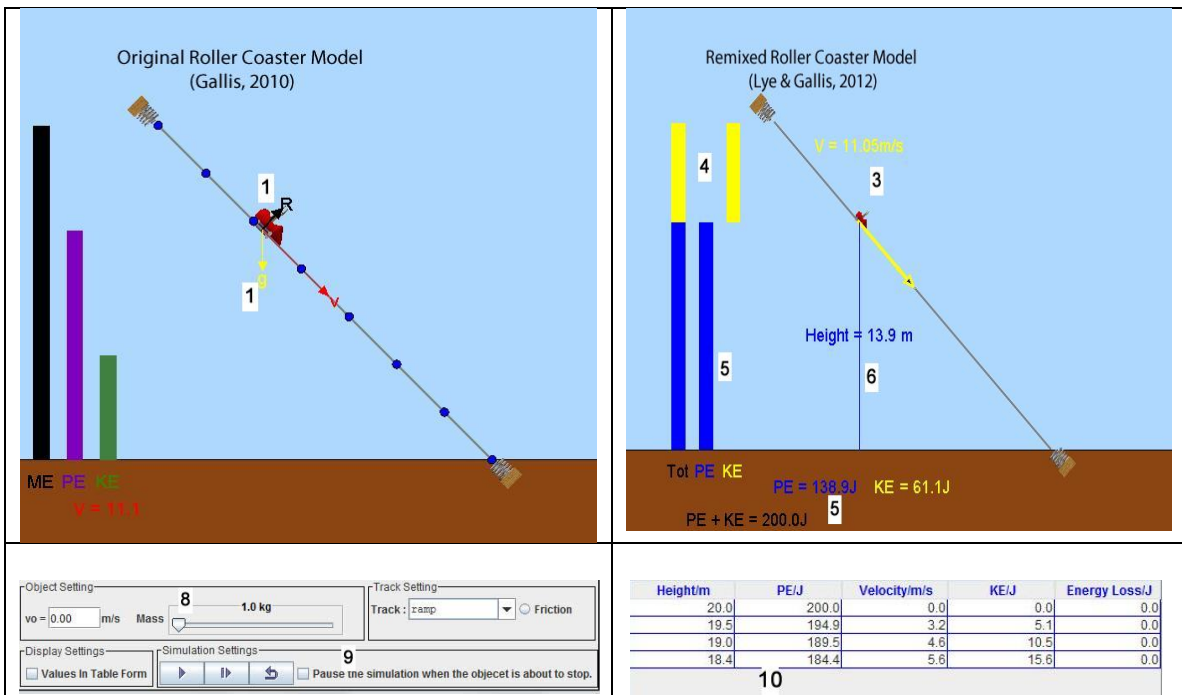 Original Roller Coaster Model
(Gallis, 2010)
1
R
g
1
v
ME PE KE
V = 11.1
Remixed Roller Coaster Model
(Lye & Gallis, 2012)
V = 11.05m/s
4
3
Height = 13.9 m
5
6
Tot PE KE
PE = 138.9J KE = 61.1J
5
PE + KE = 200.0J
Object Setting
8
1.0 kg
vo = 0.00 m/s Mass
Track Setting
Track : ramp Friction
Display Settings
Values In Table Form
Simulation Settings
9
Pause the simulation when the objecet is about to stop.
Height/m PE/J Velocity/m/s KE/J Energy Loss/J
20.0 200.0 0.0 0.0 0.0
19.5 194.9 3.2 5.1 0.0
19.0 189.5 4.6 10.5 0.0
18.4 184.4 5.6 15.6 0.0
10